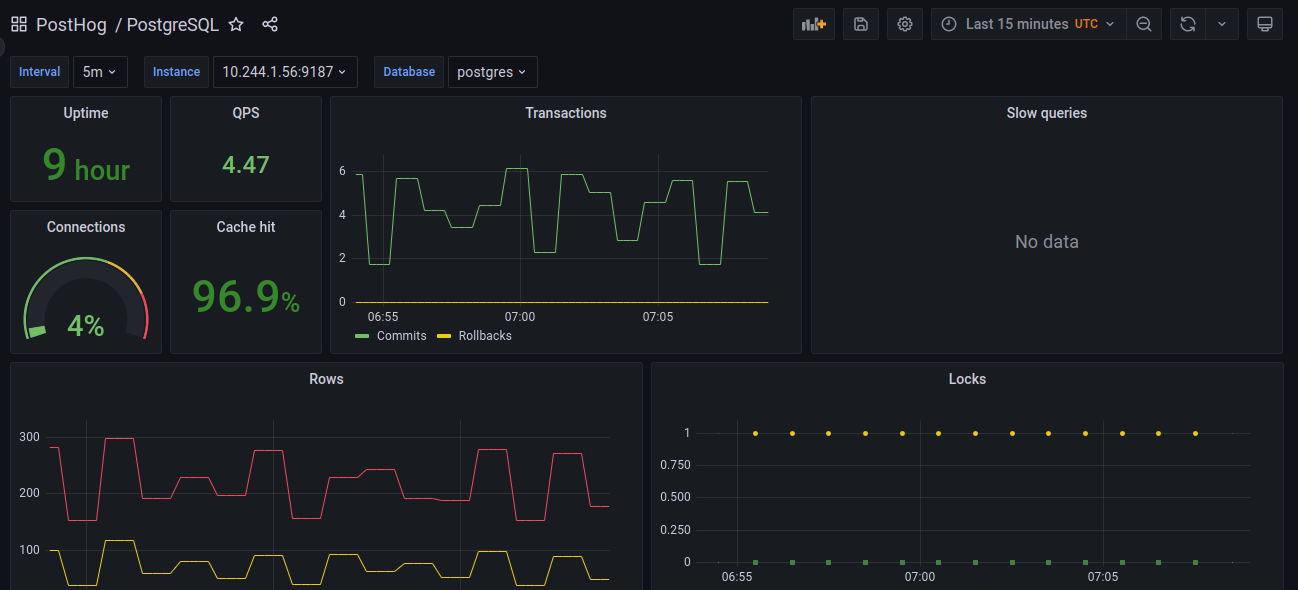 PostHog / PostgreSQL
Last 15 minutes UTC
Interval 5m Instance 10.244.1.56:9187 Database postgres
Uptime
9 hour
QPS
4.47
Connections
4%
Cache hit
96.9%
Transactions
6
4
2
0
06:55 07:00 07:05
Commits Rollbacks
Slow queries
No data
Rows
300
200
100
Locks
1
0.750
0.500
0.250
0
06:55 07:00 07:05